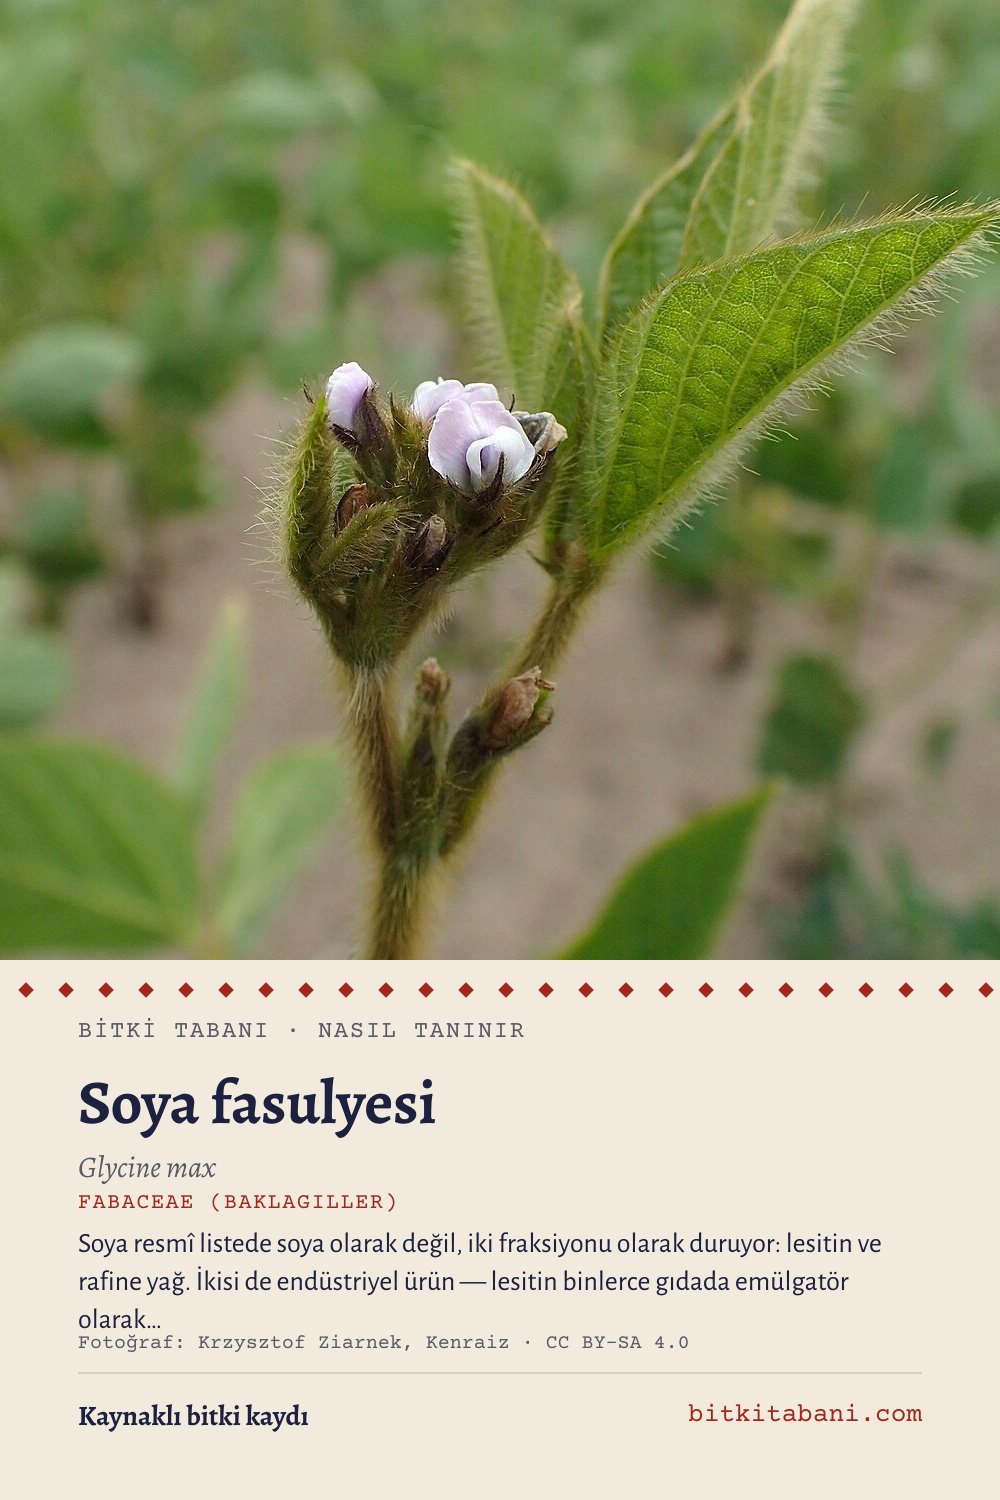 BİTKİ TABANI · NASIL TANINIR
Soya fasulyesi
Glycine max
FABACEAE (BAKLAGILLER)
Soya resmî listede soya olarak değil, iki fraksiyonu olarak duruyor: lesitin ve
rafine yağ. İkisi de endüstriyel ürün — lesitin binlerce gıdada emülgatör
olarak…
Fotoğraf: Krzysztof Ziarnek, Kenraiz · CC BY-SA 4.0
Kaynaklı bitki kaydı
bitkitabani.com